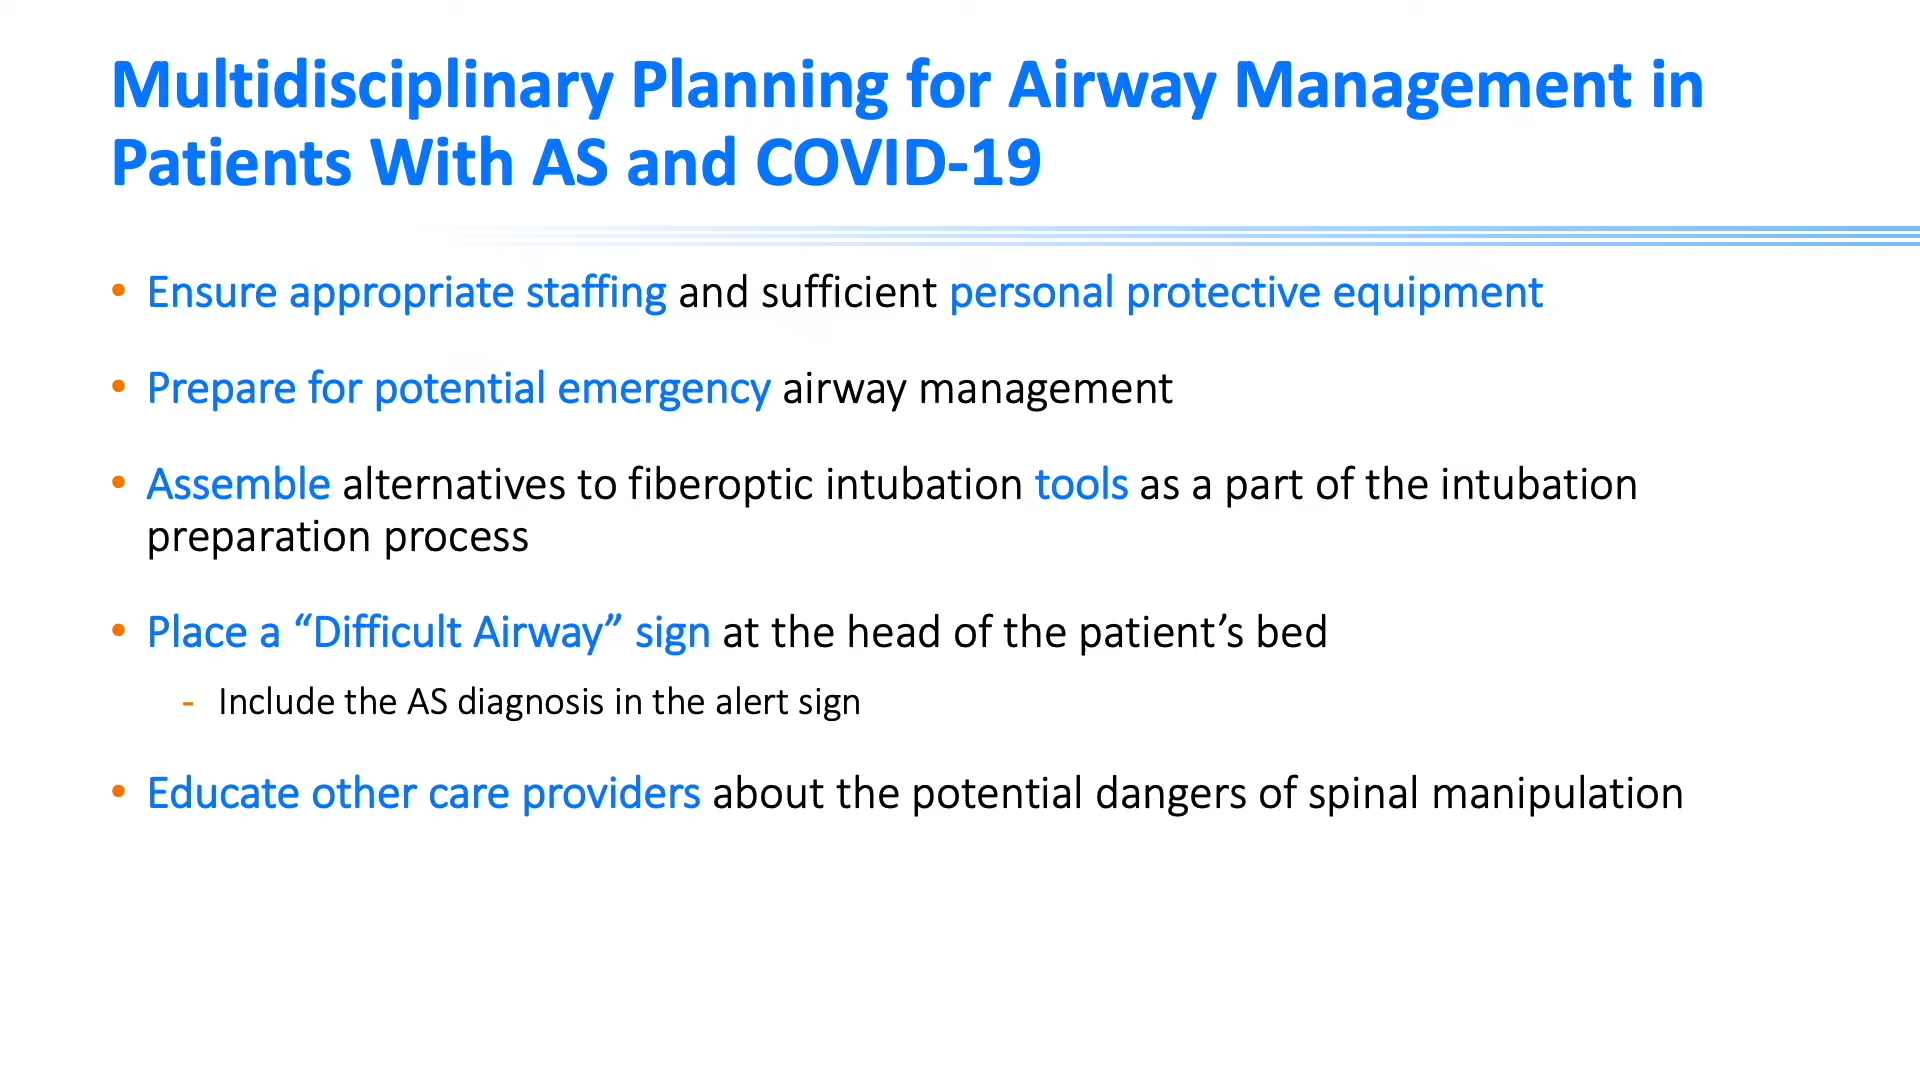 Multidisciplinary Planning for Airway Management in
Patients With AS and COVID-19
• Ensure appropriate staffing and sufficient personal protective equipment
• Prepare for potential emergency airway management
• Assemble alternatives to fiberoptic intubation tools as a part of the intubation
preparation process
• Place a “Difficult Airway” sign at the head of the patient’s bed
- Include the AS diagnosis in the alert sign
• Educate other care providers about the potential dangers of spinal manipulation